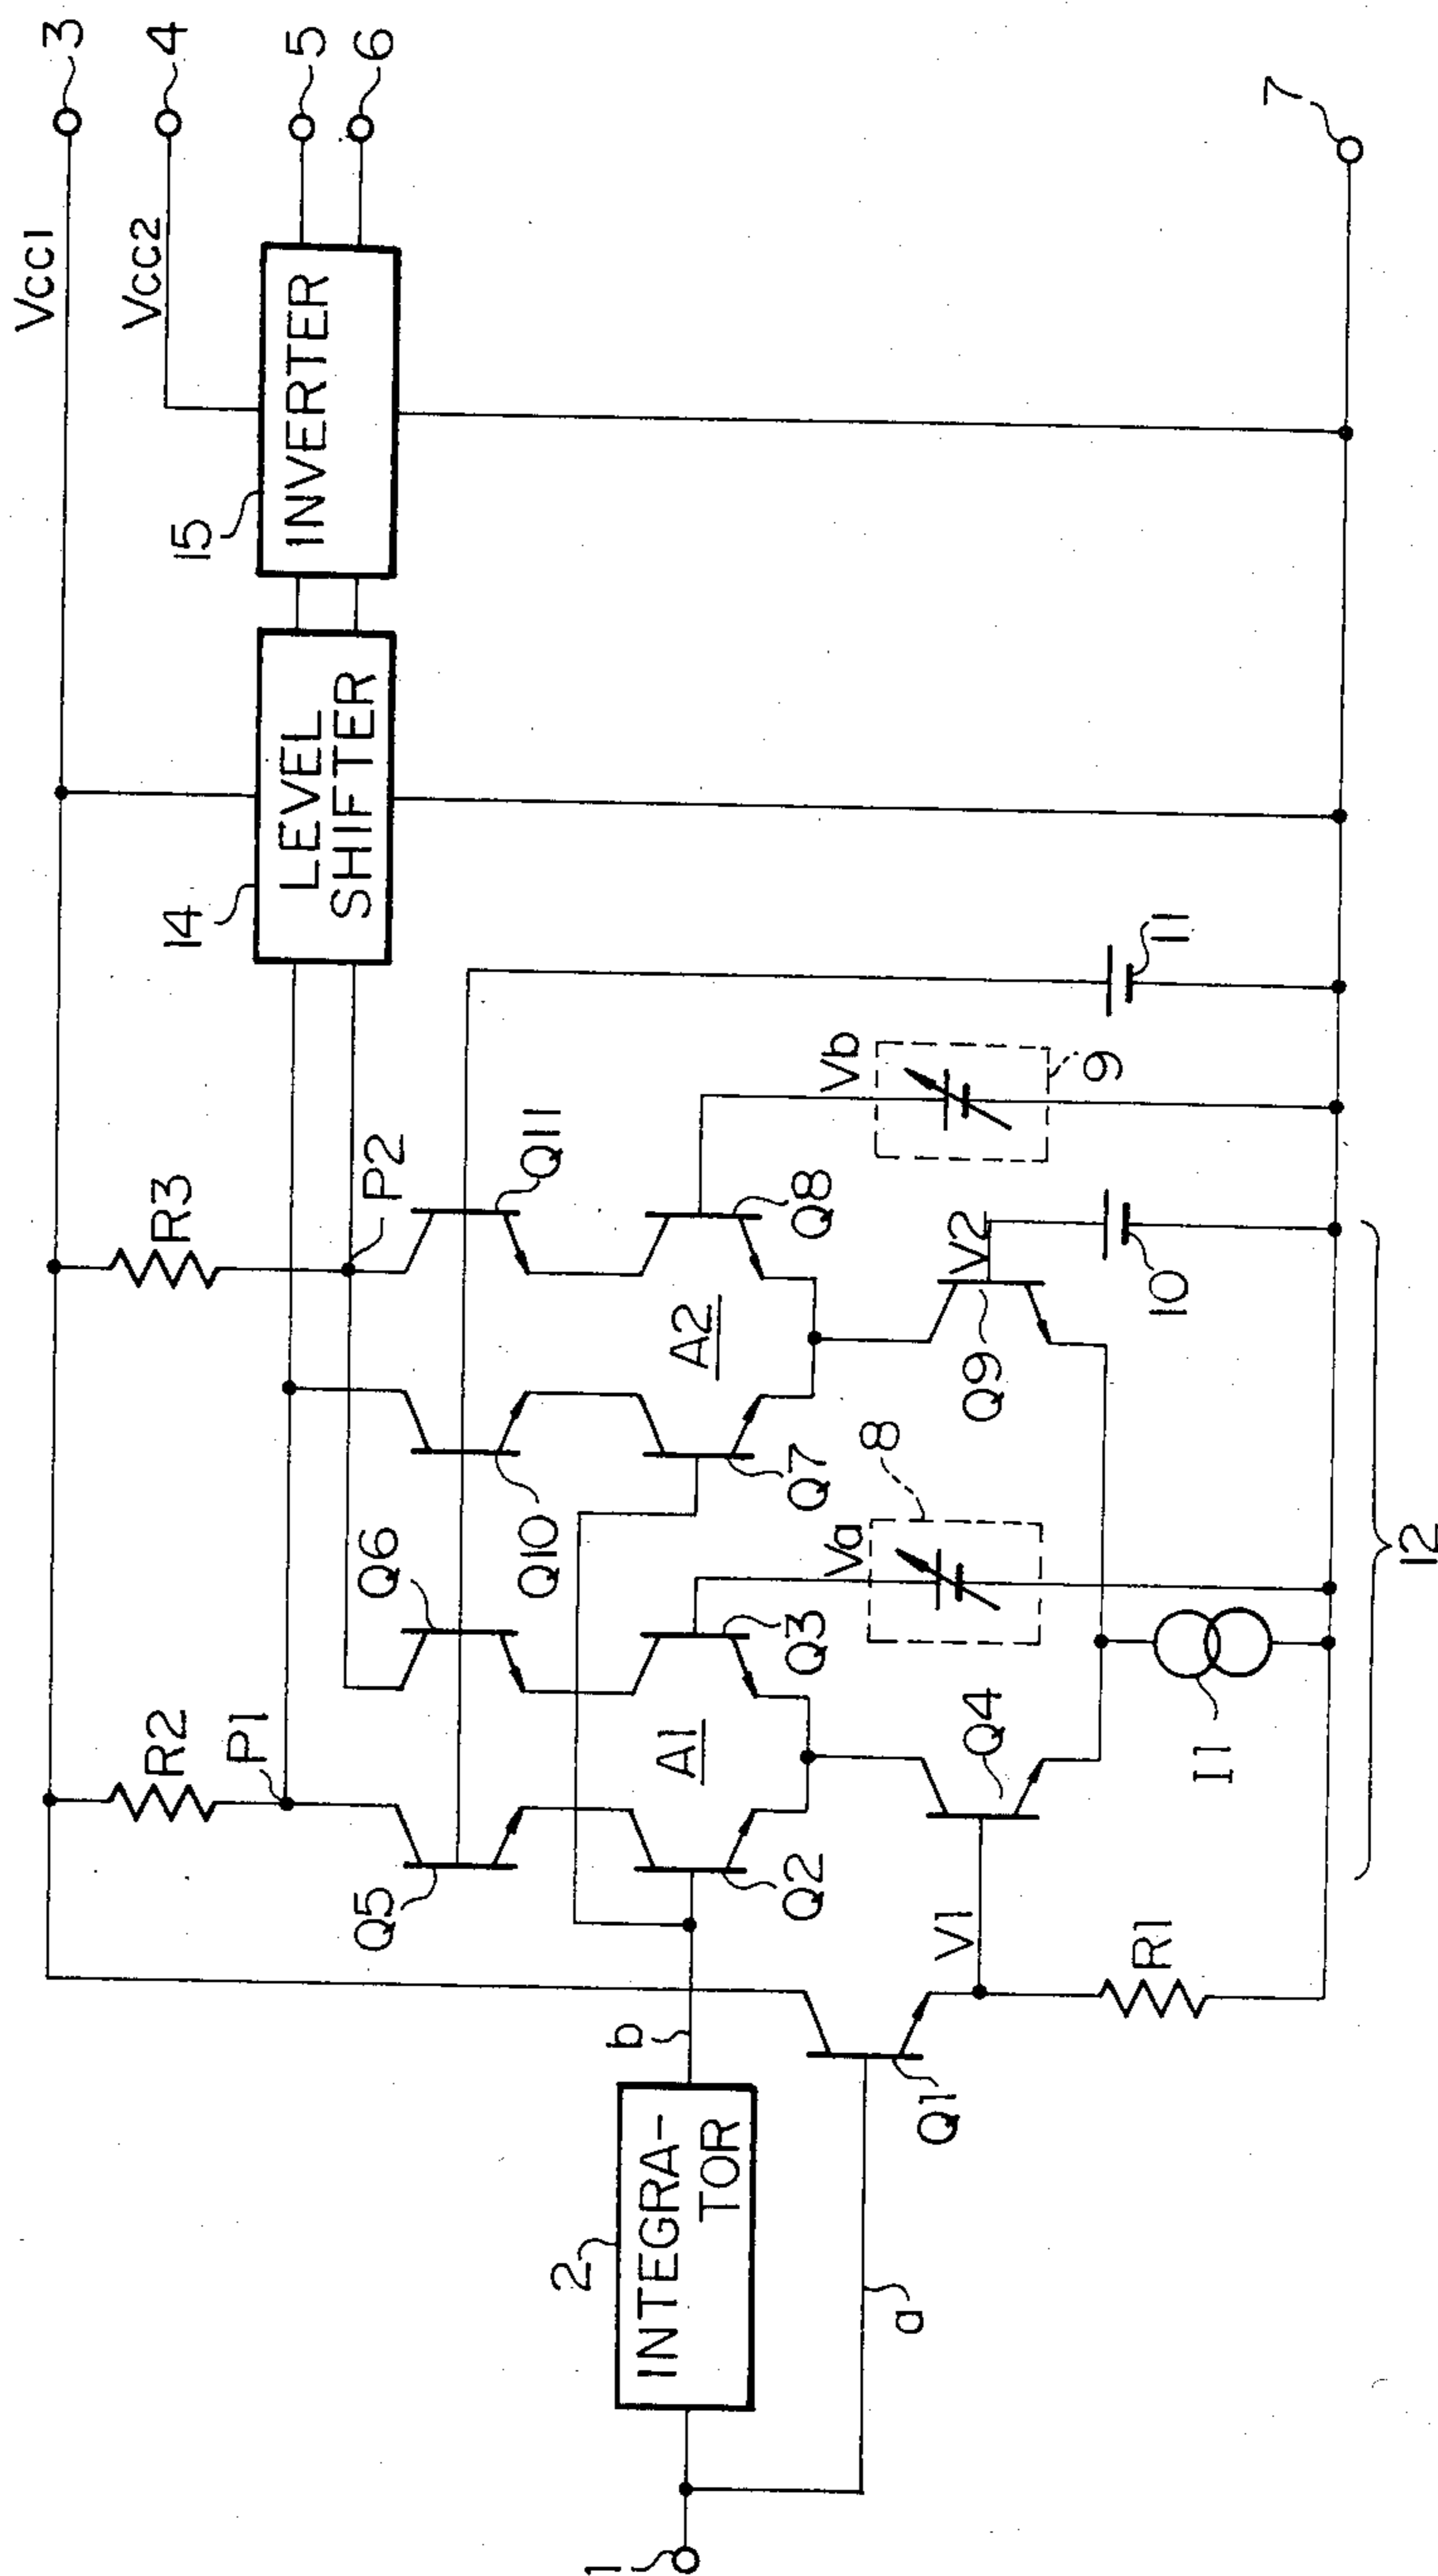 3
Vcc1
4
Vcc2
5
6
7
INVERTER
15
LEVEL
SHIFTER
14
11
R3
P2
Q11
Vb
9
Q8
V2
10
A2
Q9
Q6
Q10
Q7
8
Va
12
R2
P1
Q3
A1
Q4
I1
Q5
Q2
V1
R1
b
Q1
2
INTEGRA-
TOR
a
1